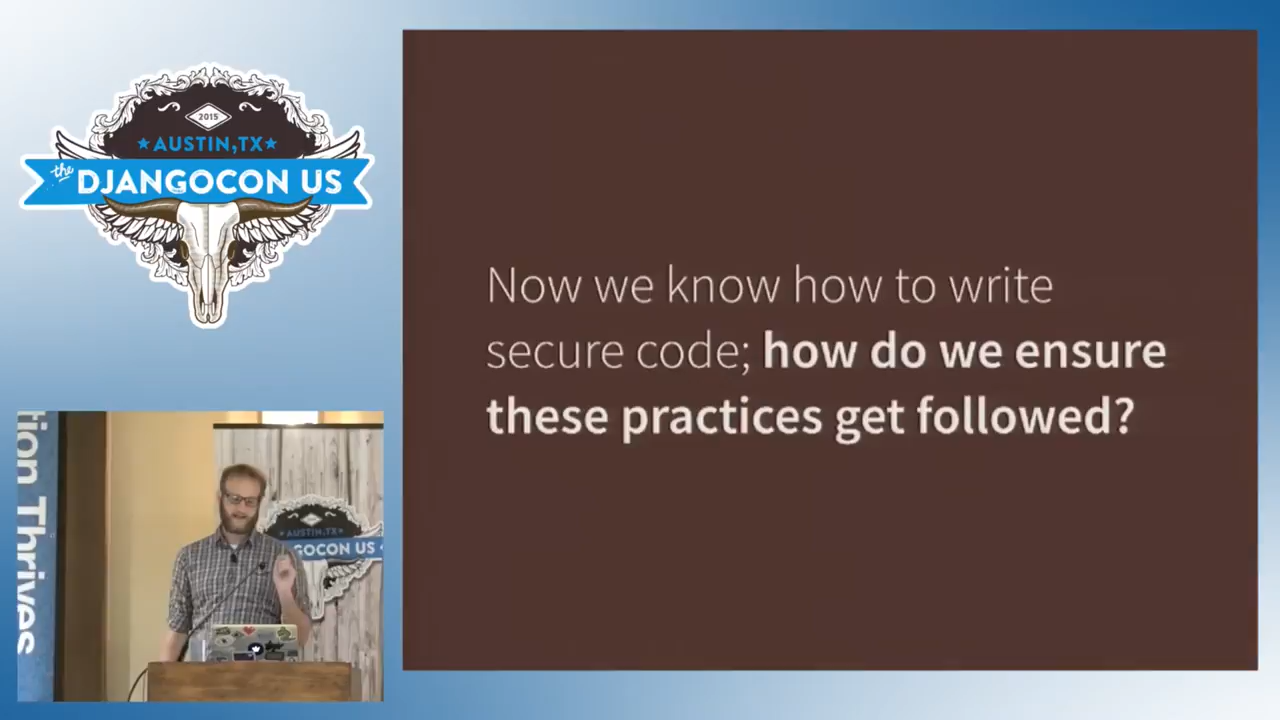 2015
AUSTIN,TX
the DJANGOCON US
Now we know how to write
secure code; how do we ensure
these practices get followed?
tion Thrives
AUSTIN,TX
GOCON US